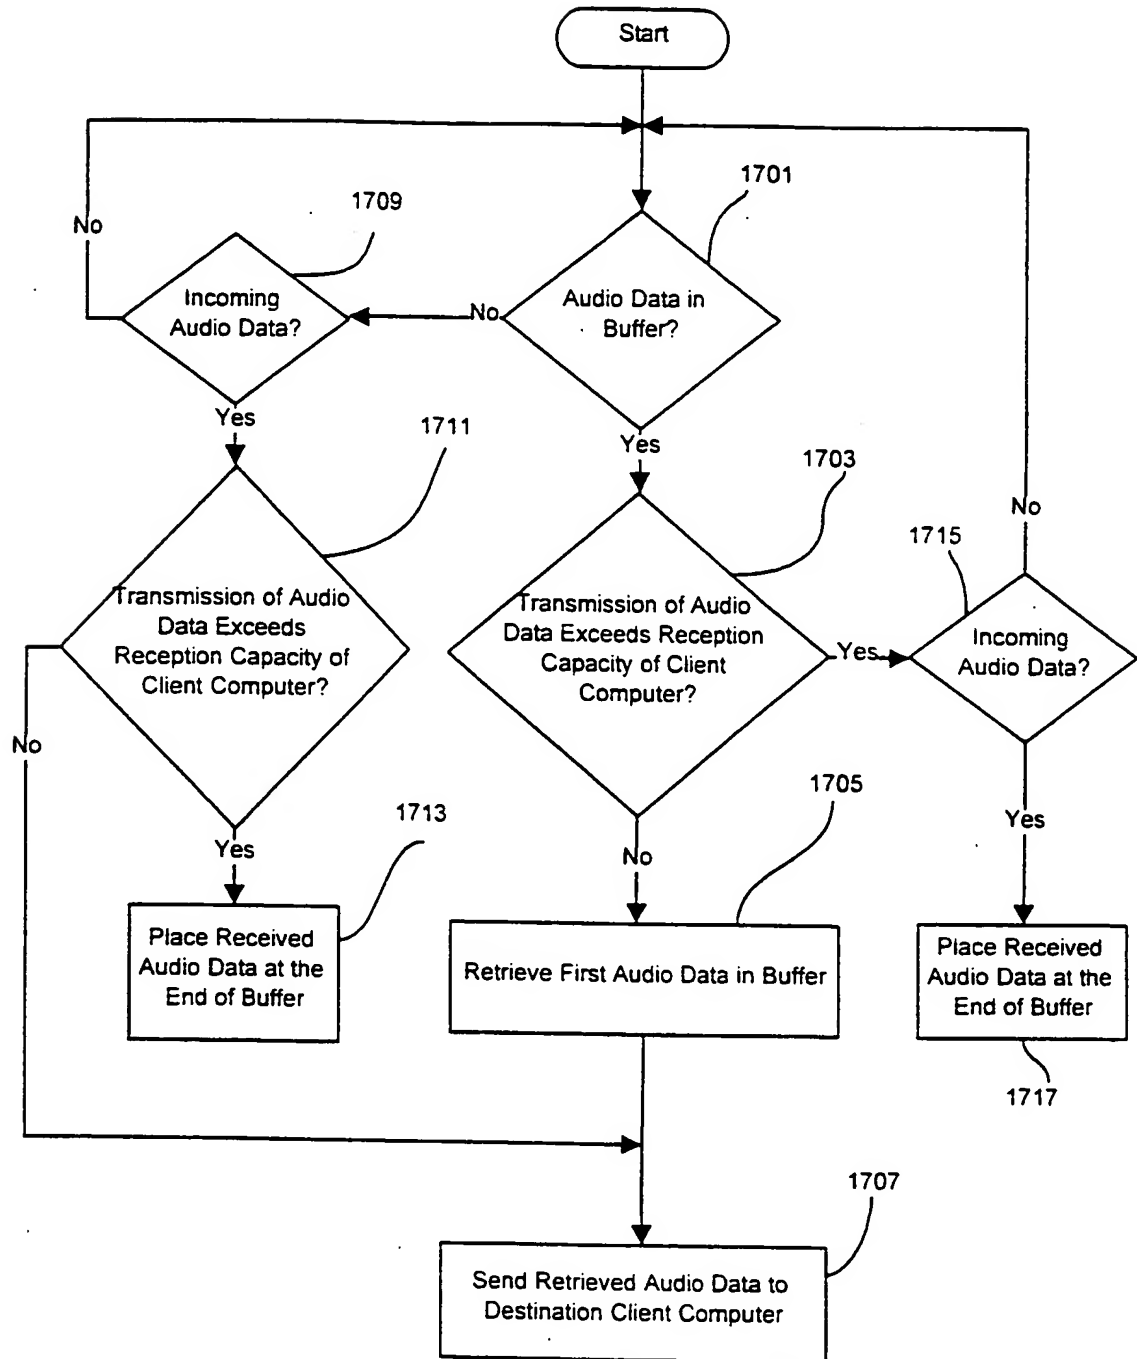 Start
1701
1709
No
Incoming
Audio Data?
No
Audio Data in
Buffer?
Yes
1711
Yes
1703
No
1715
Transmission of Audio
Data Exceeds
Reception Capacity of
Client Computer?
Transmission of Audio
Data Exceeds Reception
Capacity of Client
Computer?
Yes
Incoming
Audio Data?
No
1705
1713
Yes
Yes
No
Place Received
Audio Data at the
End of Buffer
Retrieve First Audio Data in Buffer
Place Received
Audio Data at the
End of Buffer
1717
1707
Send Retrieved Audio Data to
Destination Client Computer